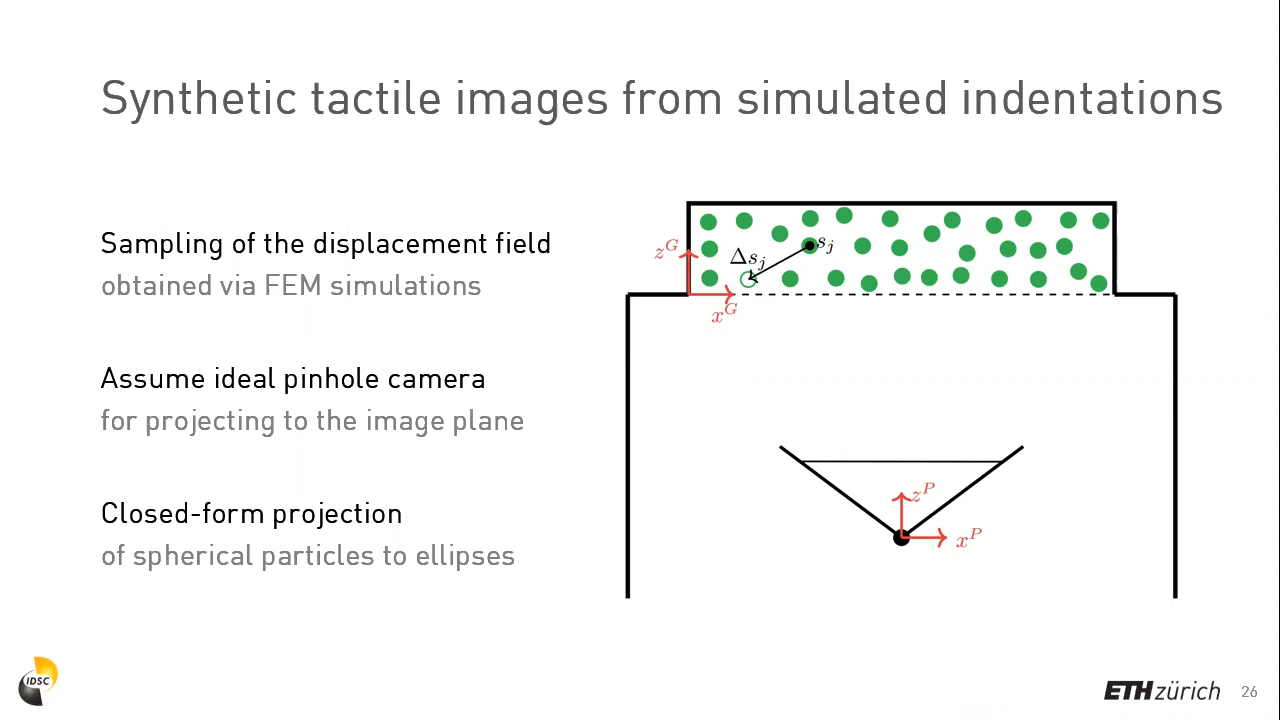 Synthetic tactile images from simulated indentations
Sampling of the displacement field
obtained via FEM simulations
Assume ideal pinhole camera
for projecting to the image plane
Closed-form projection
of spherical particles to ellipses
z^G
Δs_j
s_j
x^G
z^P
x^P
IDSC
ETH zürich
26